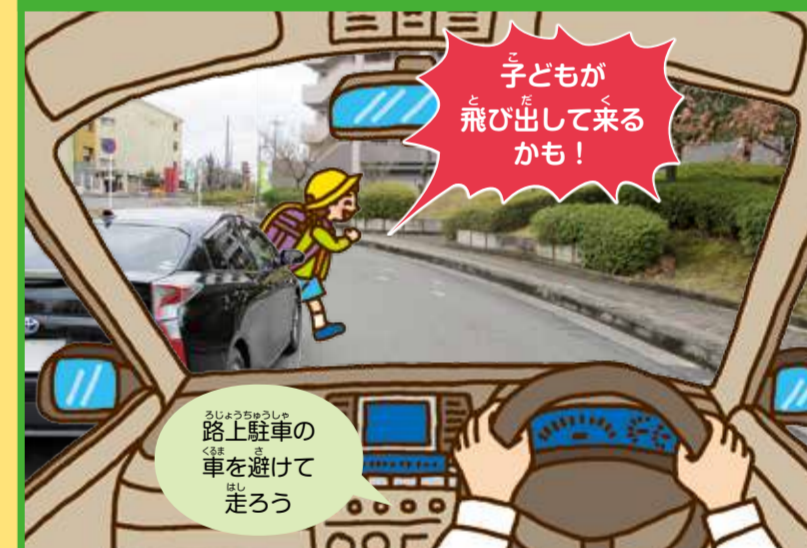 子どもが
飛び出して来る
かも！
路上駐車の
車を避けて
走ろう